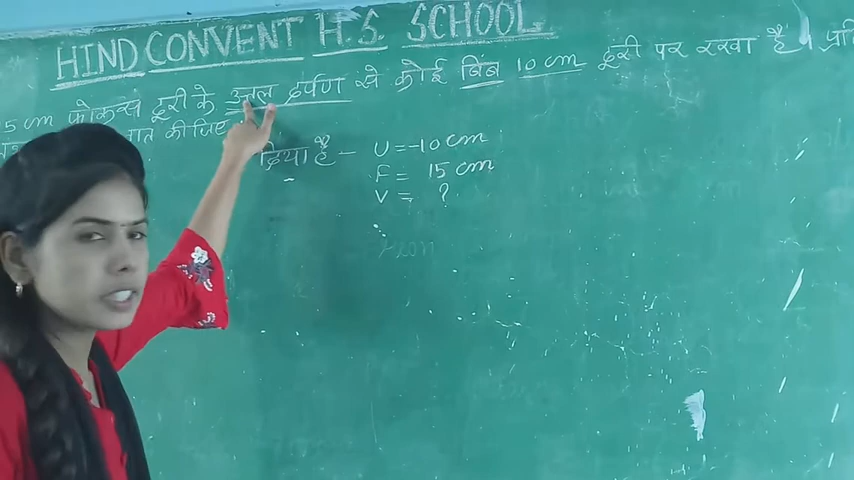 HIND CONVENT H.S. SCHOOL
5 cm फोकस दूरी के उत्तल दर्पण से कोई बिंब 10 cm दूरी पर रखा है। प्रति
ज्ञात कीजिए
दिया है - U = -10 cm
F = 15 cm
V = ?